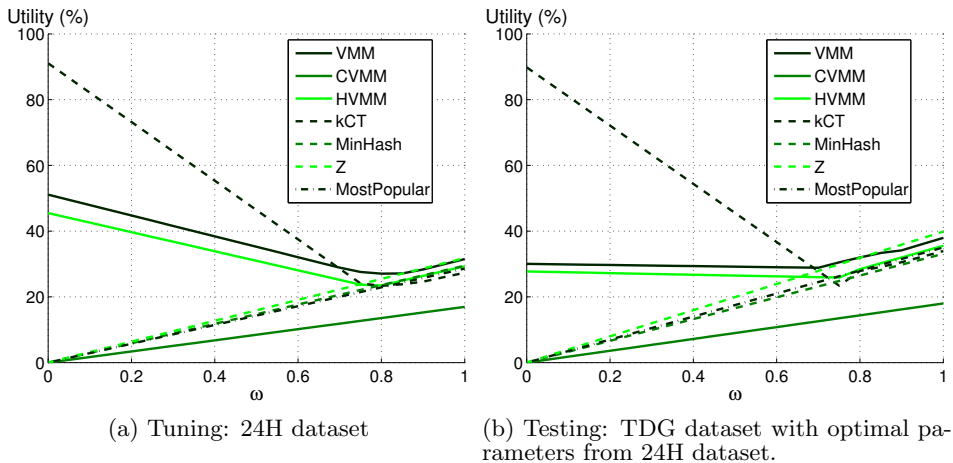 Utility (%)
100
80
60
40
20
0
0 0.2 0.4 0.6 0.8 1
ω
VMM
CVMM
HVMM
kCT
MinHash
Z
MostPopular
(a) Tuning: 24H dataset
Utility (%)
100
80
60
40
20
0
0 0.2 0.4 0.6 0.8 1
ω
VMM
CVMM
HVMM
kCT
MinHash
Z
MostPopular
(b) Testing: TDG dataset with optimal pa-
rameters from 24H dataset.